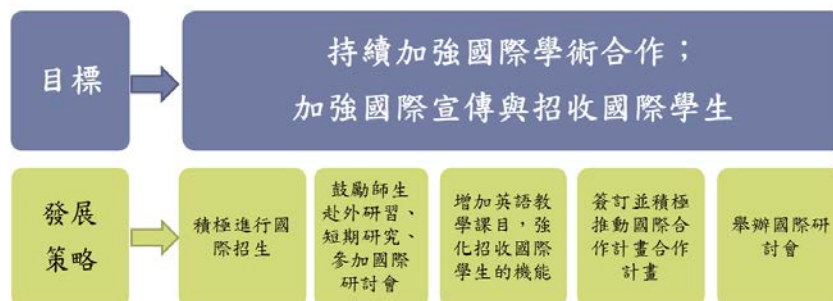 目標
持續加強國際學術合作；
加強國際宣傳與招收國際學生
發展
策略
積極進行國
際招生
鼓勵師生
赴外研習、
短期研究、
參加國際
研討會
增加英語教
學課目，強
化招收國際
學生的機能
簽訂並積極
推動國際合
作計畫合作
計畫
舉辦國際研
討會